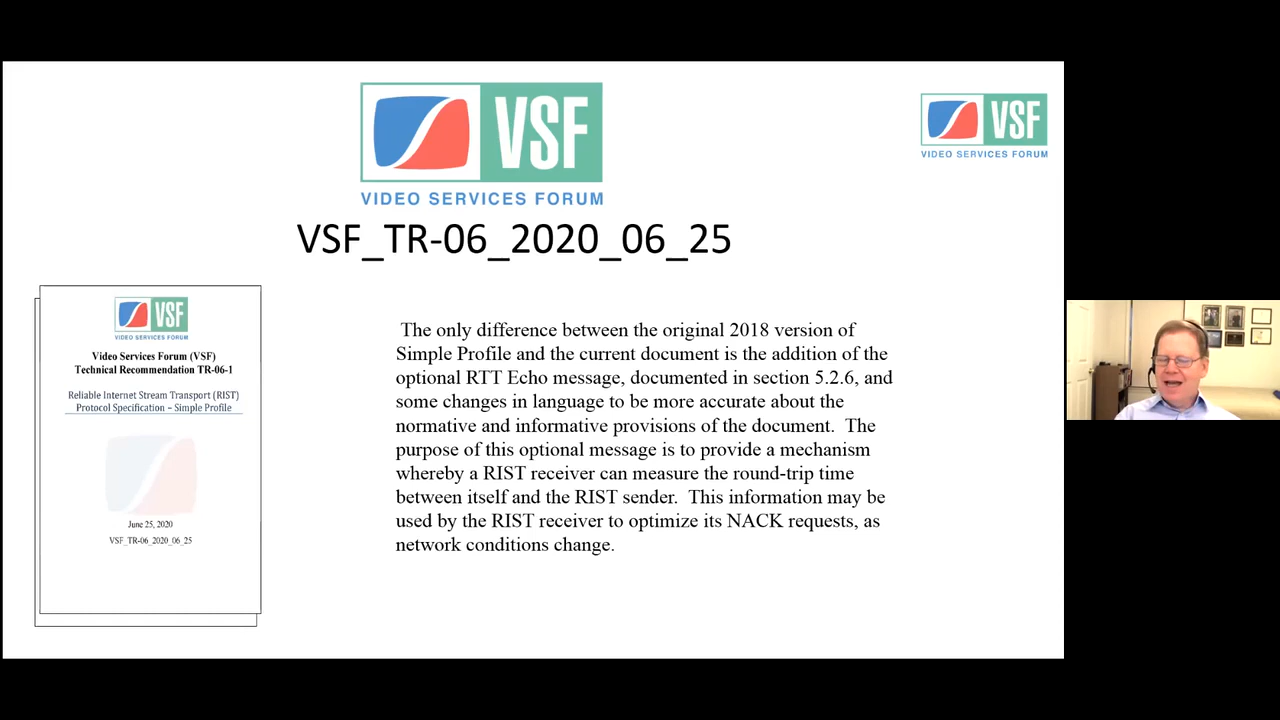 VSF
VIDEO SERVICES FORUM
VSF
VIDEO SERVICES FORUM
VSF_TR-06_2020_06_25
VSF
VIDEO SERVICES FORUM
Video Services Forum (VSF)
Technical Recommendation TR-06-1
Reliable Internet Stream Transport (RIST)
Protocol Specification – Simple Profile
June 25, 2020
VSF_TR-06_2020_06_25
The only difference between the original 2018 version of
Simple Profile and the current document is the addition of the
optional RTT Echo message, documented in section 5.2.6, and
some changes in language to be more accurate about the
normative and informative provisions of the document. The
purpose of this optional message is to provide a mechanism
whereby a RIST receiver can measure the round-trip time
between itself and the RIST sender. This information may be
used by the RIST receiver to optimize its NACK requests, as
network conditions change.